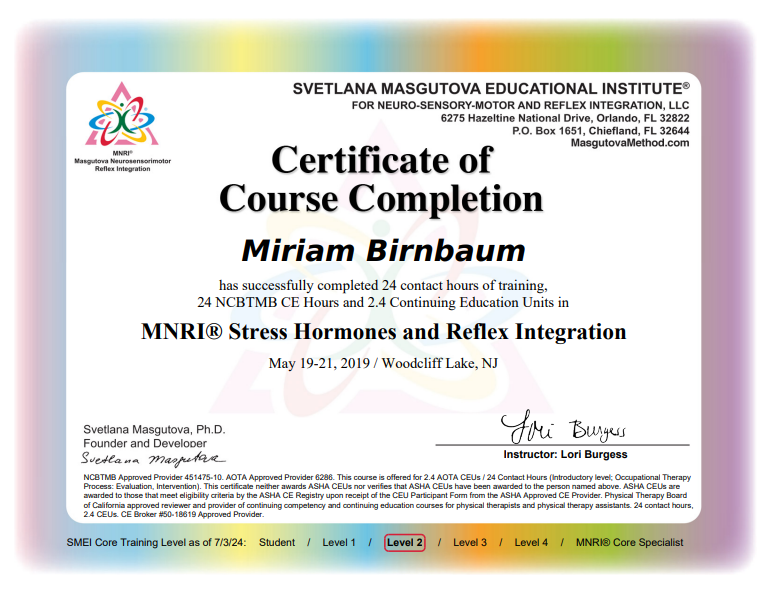 SVETLANA MASGUTOVA EDUCATIONAL INSTITUTE®
FOR NEURO-SENSORY-MOTOR AND REFLEX INTEGRATION, LLC
6275 Hazeltine National Drive, Orlando, FL 32822
P.O. Box 1651, Chiefland, FL 32644
MasgutovaMethod.com
MNRI®
Masgutova Neurosensorimotor
Reflex Integration
Certificate of
Course Completion
Miriam Birnbaum
has successfully completed 24 contact hours of training,
24 NCBTMB CE Hours and 2.4 Continuing Education Units in
MNRI® Stress Hormones and Reflex Integration
May 19-21, 2019 / Woodcliff Lake, NJ
Svetlana Masgutova, Ph.D.
Founder and Developer
Svetlana Masgutova
Lori Burgess
Instructor: Lori Burgess
NCBTMB Approved Provider 451475-10. AOTA Approved Provider 6286. This course is offered for 2.4 AOTA CEUs / 24 Contact Hours (Introductory level; Occupational Therapy
Process: Evaluation, Intervention). This certificate neither awards ASHA CEUs nor verifies that ASHA CEUs have been awarded to the person named above. ASHA CEUs are
awarded to those that meet eligibility criteria by the ASHA CE Registry upon receipt of the CEU Participant Form from the ASHA Approved CE Provider. Physical Therapy Board
of California approved reviewer and provider of continuing competency and continuing education courses for physical therapists and physical therapy assistants. 24 contact hours,
2.4 CEUs. CE Broker #50-18619 Approved Provider.
SMEI Core Training Level as of 7/3/24: Student / Level 1 / Level 2 / Level 3 / Level 4 / MNRI® Core Specialist